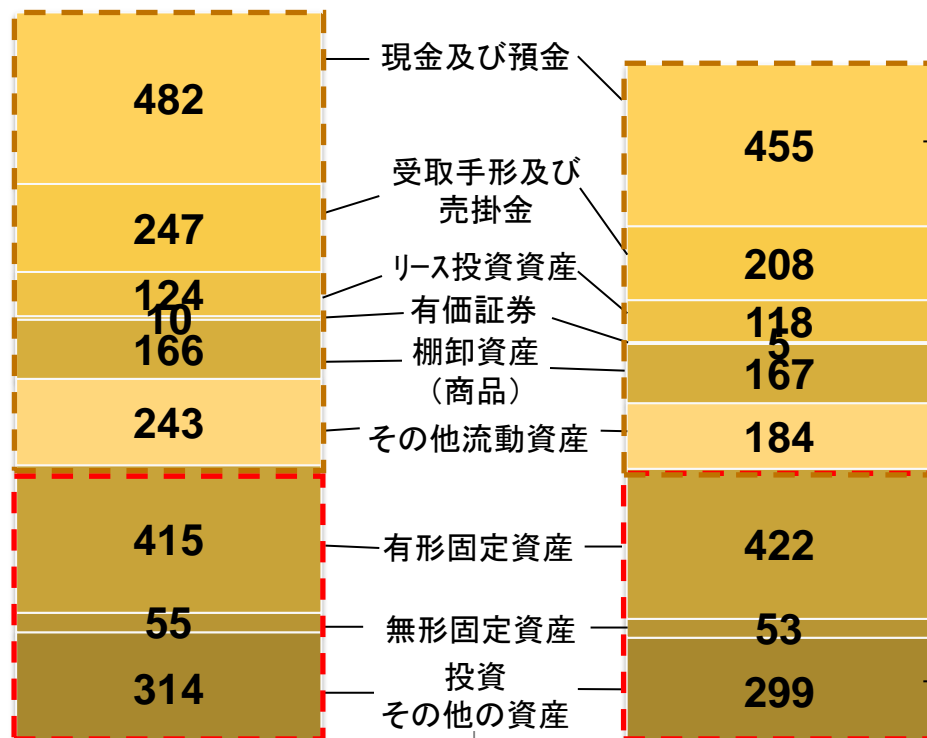 482
247
124
10
166
243
415
55
314
現金及び預金
受取手形及び
売掛金
リース投資資産
有価証券
棚卸資産
（商品）
その他流動資産
有形固定資産
無形固定資産
投資
その他の資産
455
208
118
5
167
184
422
53
299